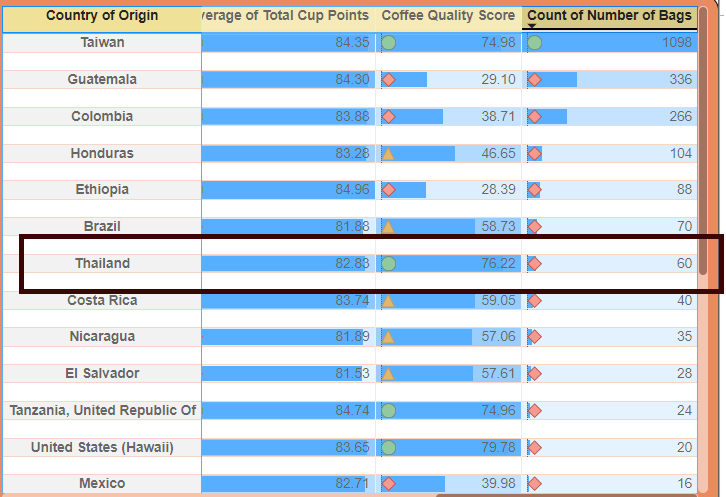 Country of Origin verage of Total Cup Points Coffee Quality Score Count of Number of Bags
Taiwan 84.35 74.98 1098
Guatemala 84.30 29.10 336
Colombia 83.88 38.71 266
Honduras 83.28 46.65 104
Ethiopia 84.96 28.39 88
Brazil 81.88 58.73 70
Thailand 82.88 76.22 60
Costa Rica 83.74 59.05 40
Nicaragua 81.89 57.06 35
El Salvador 81.53 57.61 28
Tanzania, United Republic Of 84.74 74.96 24
United States (Hawaii) 83.65 79.78 20
Mexico 82.71 39.98 16